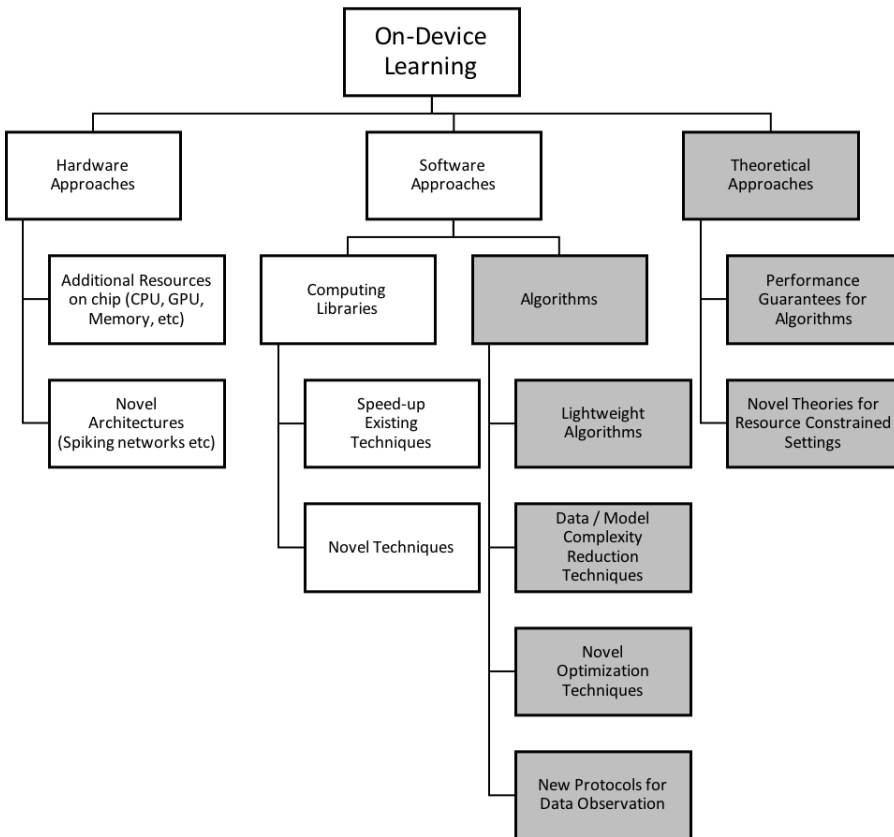 On-Device
Learning
Hardware
Approaches
Software
Approaches
Theoretical
Approaches
Additional Resources
on chip (CPU, GPU,
Memory, etc)
Computing
Libraries
Algorithms
Performance
Guarantees for
Algorithms
Novel
Architectures
(Spiking networks etc)
Speed-up
Existing
Techniques
Lightweight
Algorithms
Novel Theories for
Resource Constrained
Settings
Novel Techniques
Data / Model
Complexity
Reduction
Techniques
Novel
Optimization
Techniques
New Protocols for
Data Observation